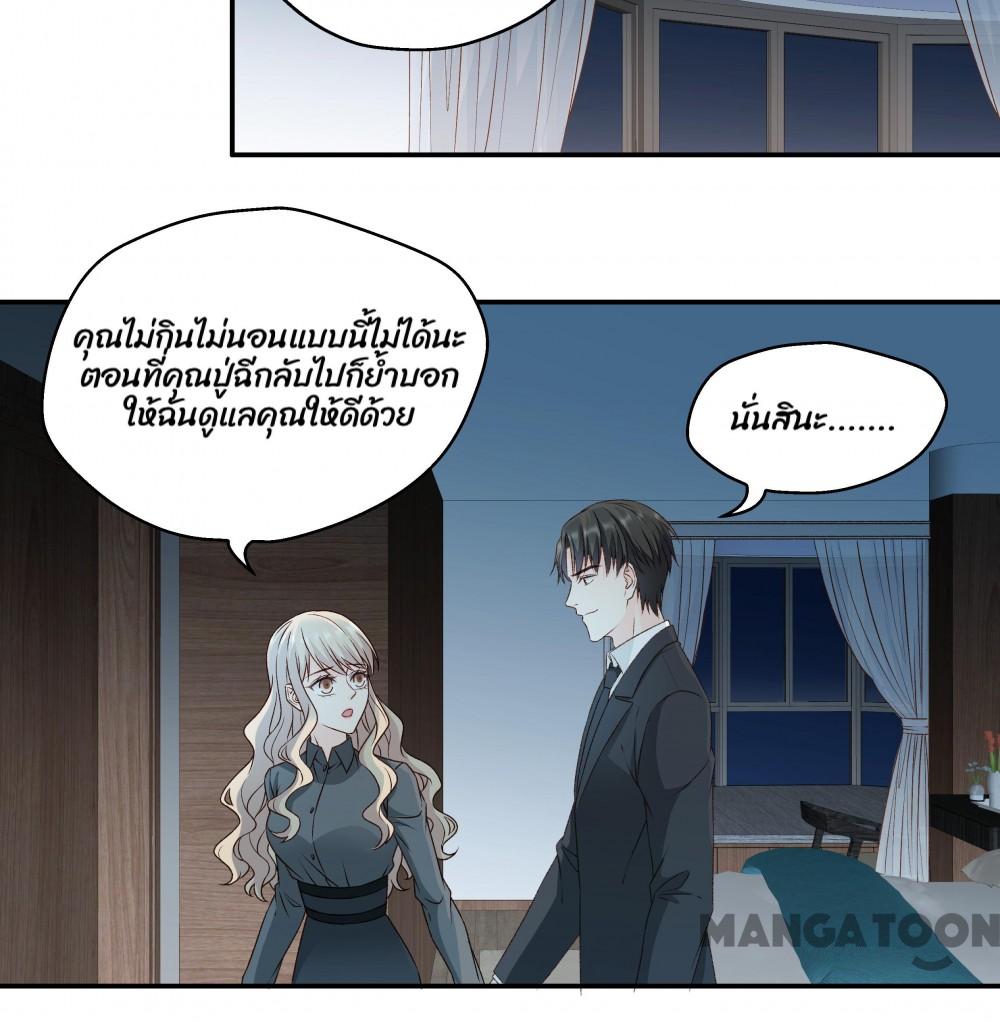 คุณไม่กินไม่นอนแบบนี้ไม่ได้นะ
ตอนที่คุณปู่ฉีกลับไปก็ย้ำบอก
ให้ฉันดูแลคุณให้ดีด้วย
นั่นสินะ.......
MANGATOON